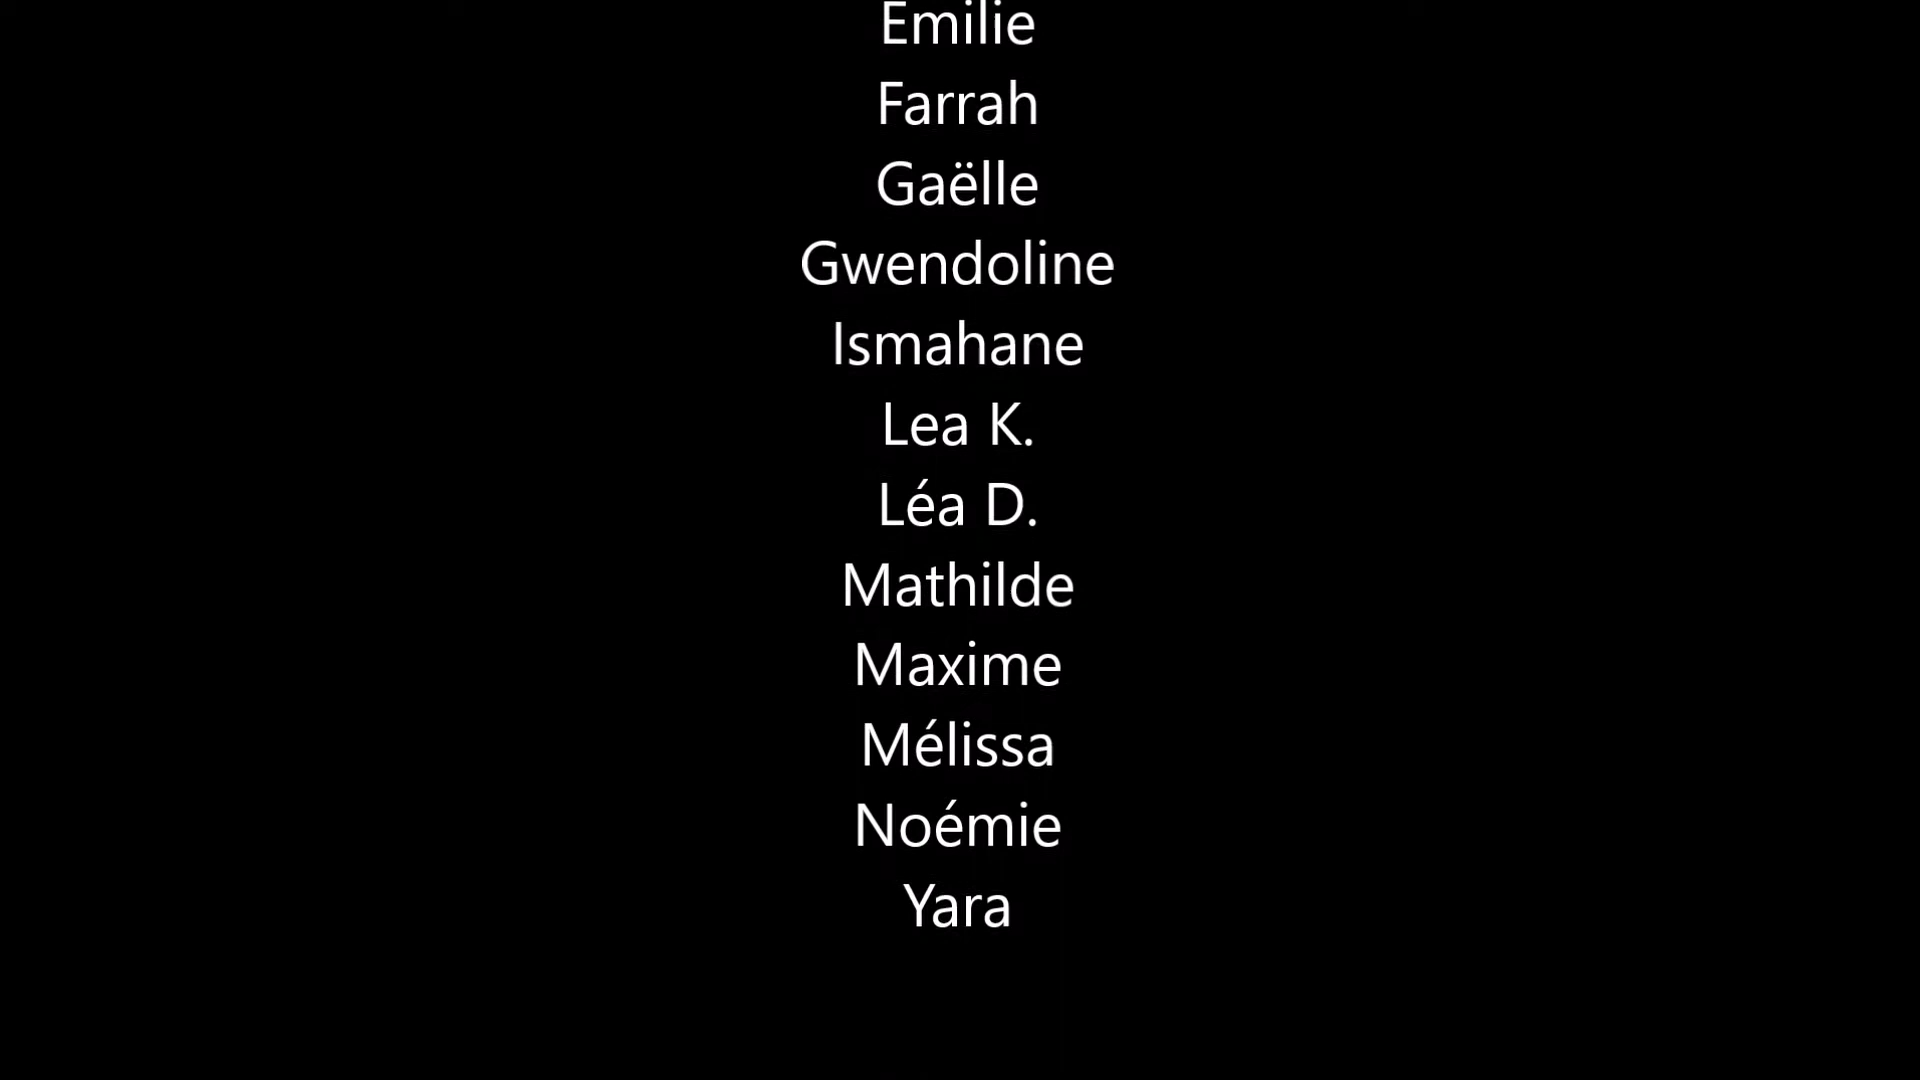 Emilie
Farrah
Gaëlle
Gwendoline
Ismahane
Lea K.
Léa D.
Mathilde
Maxime
Mélissa
Noémie
Yara